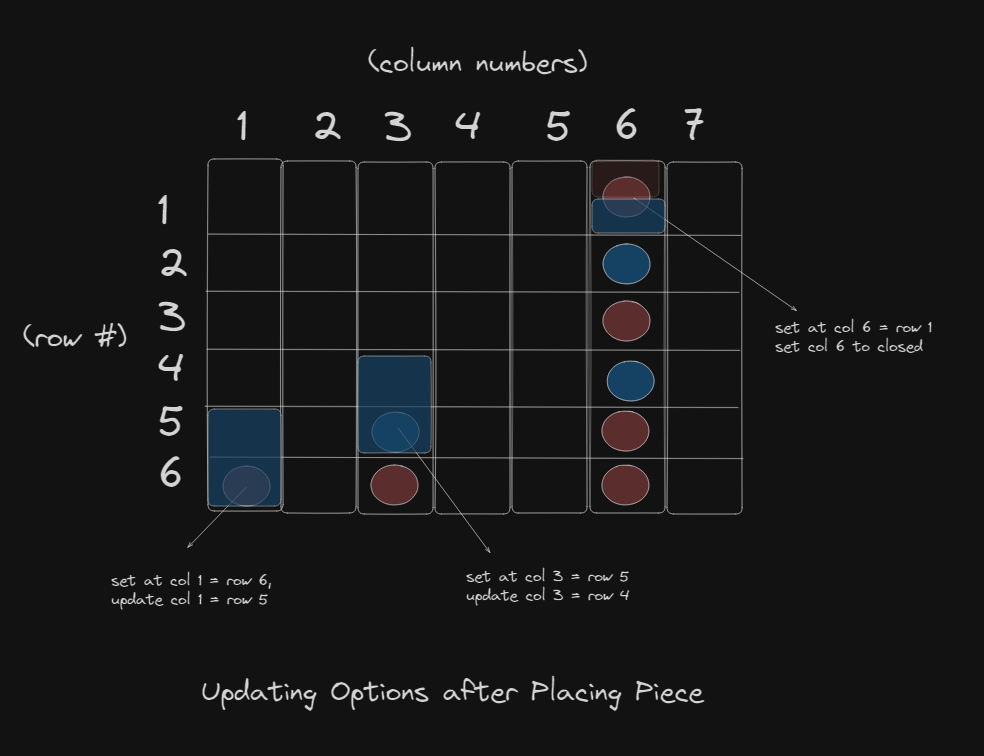 (column numbers)
1 2 3 4 5 6 7
1
2
3
(row #)
4
5
6
set at col 6 = row 1
set col 6 to closed
set at col 1 = row 6,
update col 1 = row 5
set at col 3 = row 5
update col 3 = row 4
Updating Options after Placing Piece